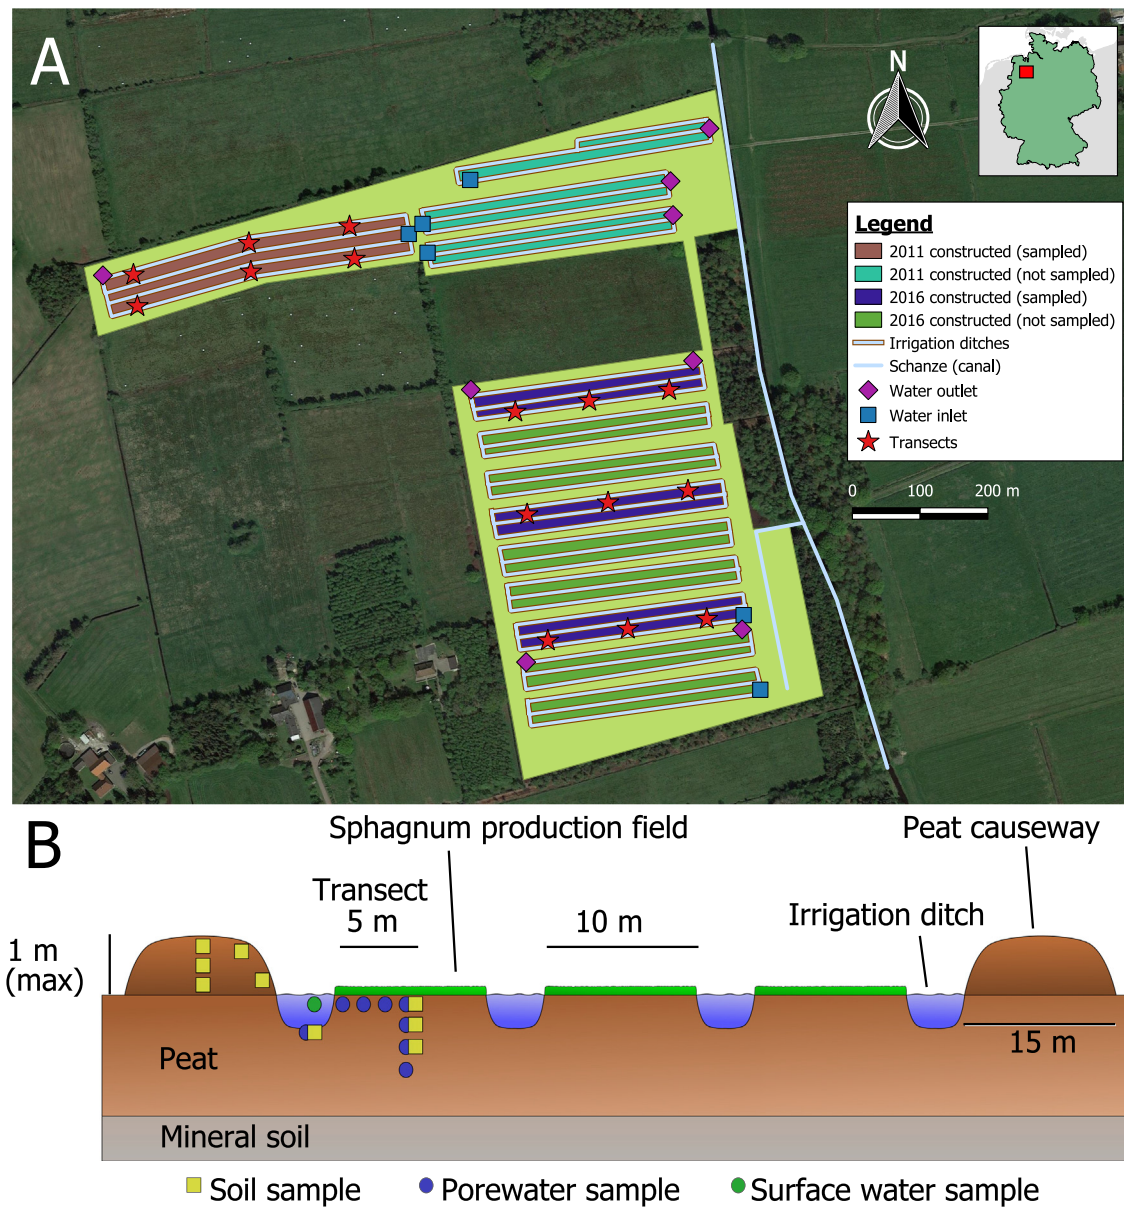 A
N
Legend
2011 constructed (sampled)
2011 constructed (not sampled)
2016 constructed (sampled)
2016 constructed (not sampled)
Irrigation ditches
Schanze (canal)
Water outlet
Water inlet
Transects
0 100 200 m
B
Sphagnum production field
Peat causeway
Transect
5 m
10 m
Irrigation ditch
1 m
(max)
15 m
Peat
Mineral soil
Soil sample
Porewater sample
Surface water sample